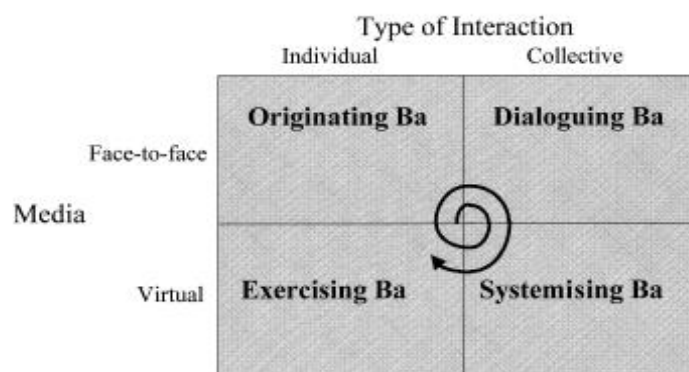 Type of Interaction
Individual Collective
Originating Ba Dialoguing Ba
Face-to-face
Media
Virtual
Exercising Ba Systemising Ba